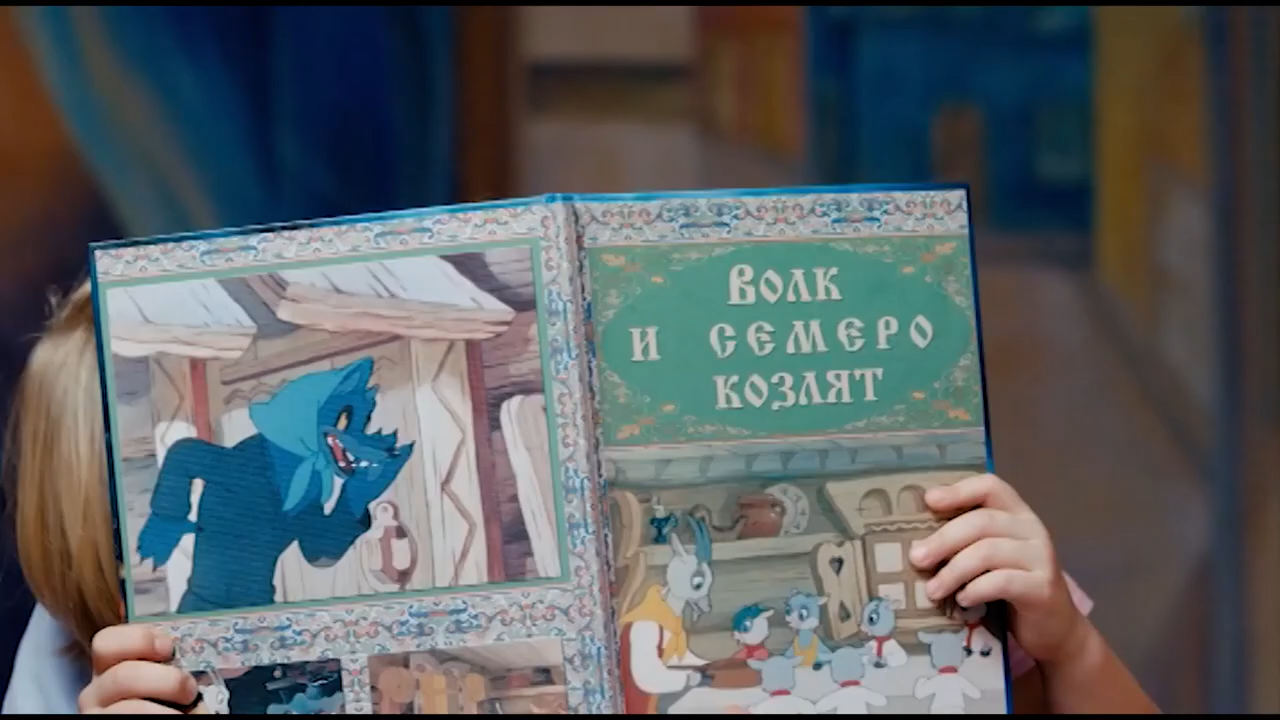 Волк
и семеро
козлят